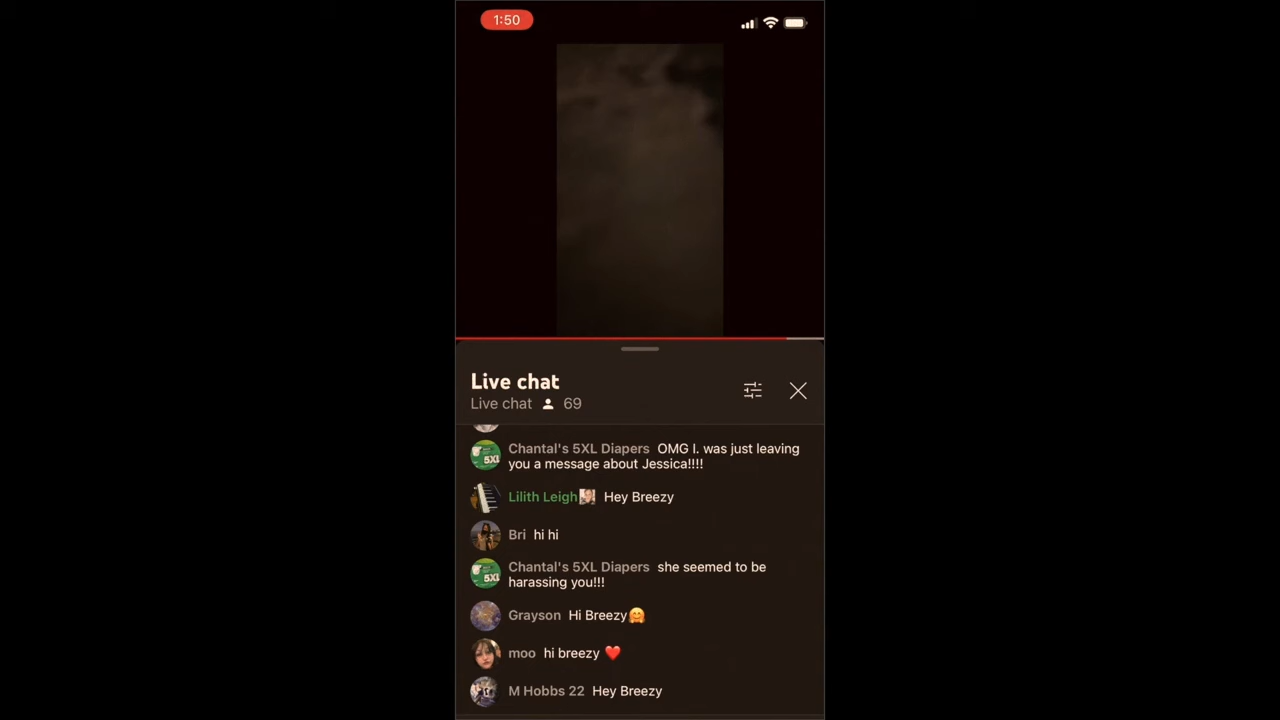 1:50
Live chat
Live chat 69
Chantal's 5XL Diapers OMG I. was just leaving
you a message about Jessica!!!!
Lilith Leigh Hey Breezy
Bri hi hi
Chantal's 5XL Diapers she seemed to be
harassing you!!!
Grayson Hi Breezy🤗
moo hi breezy ❤️
M Hobbs 22 Hey Breezy
5XL
5XL